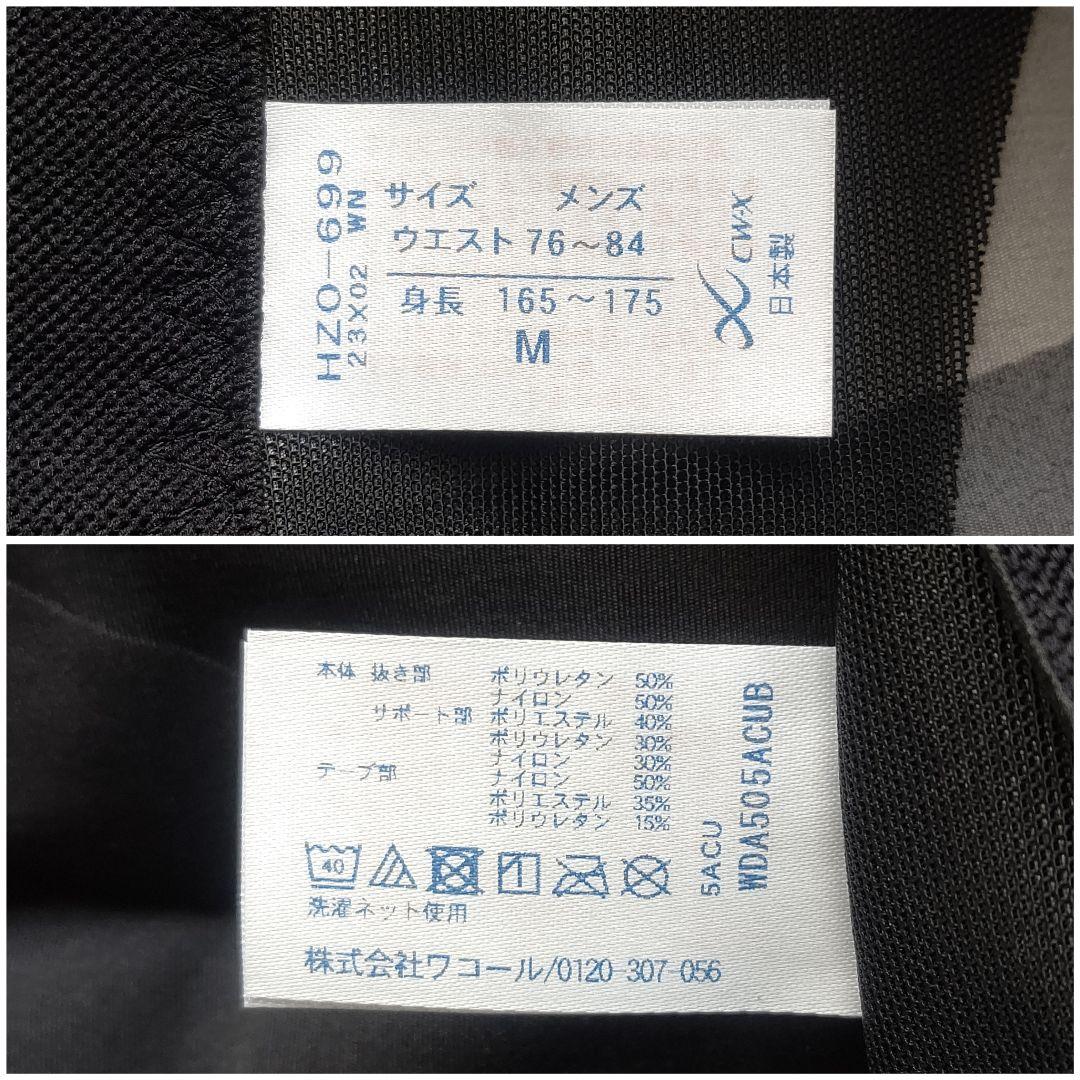 HZ0-699
23X02 WN
サイズ メンズ
ウエスト 76～84
身長 165～175
M
CW-X
日本製
本体 抜き部 ポリウレタン 50%
ナイロン 50%
サポート部 ポリエステル 40%
ポリウレタン 30%
ナイロン 30%
テープ部 ナイロン 50%
ポリエステル 35%
ポリウレタン 15%
40
洗濯ネット使用
株式会社ワコール/0120 307 056
5ACU
WDA505ACUB